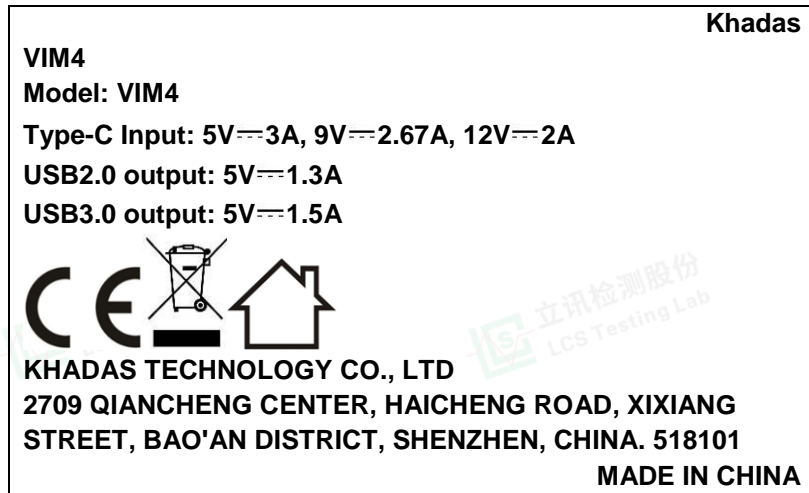 Khadas
VIM4
Model: VIM4
Type-C Input: 5V⎓3A, 9V⎓2.67A, 12V⎓2A
USB2.0 output: 5V⎓1.3A
USB3.0 output: 5V⎓1.5A
CE
立讯检测股份
LCS Testing Lab
KHADAS TECHNOLOGY CO., LTD
2709 QIANCHENG CENTER, HAICHENG ROAD, XIXIANG
STREET, BAO'AN DISTRICT, SHENZHEN, CHINA. 518101
MADE IN CHINA